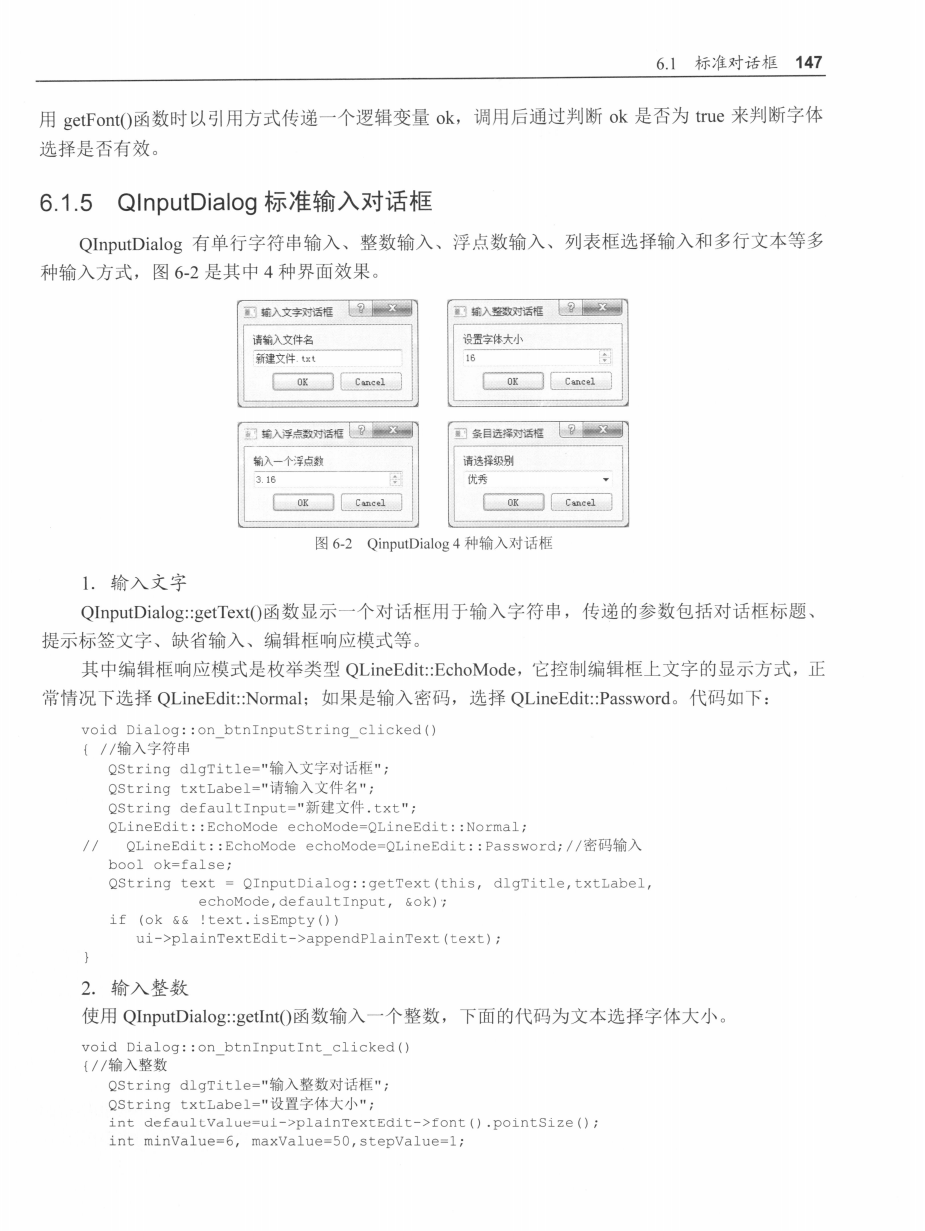 6.1 标准对话框 147
用 getFont()函数时以引用方式传递一个逻辑变量 ok，调用后通过判断 ok 是否为 true 来判断字体
选择是否有效。
6.1.5 QInputDialog 标准输入对话框
QInputDialog 有单行字符串输入、整数输入、浮点数输入、列表框选择输入和多行文本等多
种输入方式，图 6-2 是其中 4 种界面效果。
输入文字对话框
请输入文件名
新建文件.txt
OK Cancel
输入整数对话框
设置字体大小
16
OK Cancel
输入浮点数对话框
输入一个浮点数
3.16
OK Cancel
条目选择对话框
请选择级别
优秀
OK Cancel
图 6-2 QinputDialog 4 种输入对话框
1. 输入文字
QInputDialog::getText()函数显示一个对话框用于输入字符串，传递的参数包括对话框标题、
提示标签文字、缺省输入、编辑框响应模式等。
其中编辑框响应模式是枚举类型 QLineEdit::EchoMode，它控制编辑框上文字的显示方式，正
常情况下选择 QLineEdit::Normal；如果是输入密码，选择 QLineEdit::Password。代码如下：
void Dialog::on_btnInputString_clicked()
{ //输入字符串
QString dlgTitle="输入文字对话框";
QString txtLabel="请输入文件名";
QString defaultInput="新建文件.txt";
QLineEdit::EchoMode echoMode=QLineEdit::Normal;
// QLineEdit::EchoMode echoMode=QLineEdit::Password;//密码输入
bool ok=false;
QString text = QInputDialog::getText(this, dlgTitle,txtLabel,
echoMode,defaultInput, &ok);
if (ok && !text.isEmpty())
ui->plainTextEdit->appendPlainText(text);
}
2. 输入整数
使用 QInputDialog::getInt()函数输入一个整数，下面的代码为文本选择字体大小。
void Dialog::on_btnInputInt_clicked()
{//输入整数
QString dlgTitle="输入整数对话框";
QString txtLabel="设置字体大小";
int defaultValue=ui->plainTextEdit->font().pointSize();
int minValue=6, maxValue=50,stepValue=1;